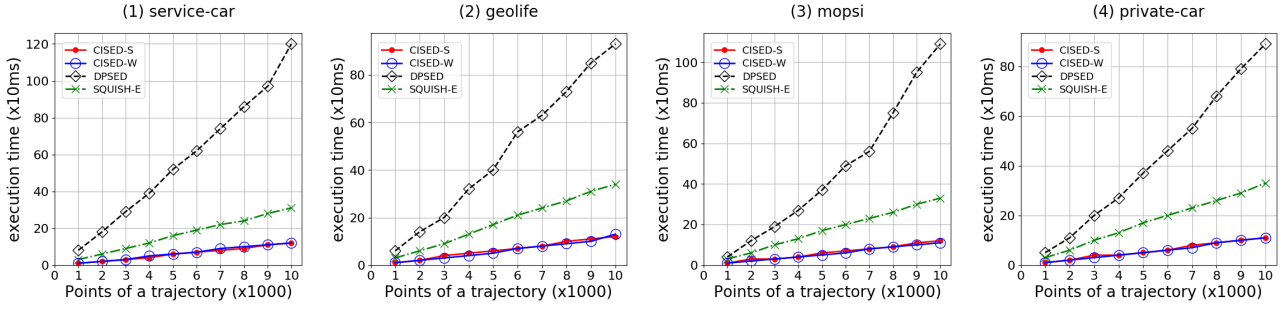 (1) service-car
execution time (x10ms)
120
100
80
60
40
20
0
CISED-S
CISED-W
DPSED
SQUISH-E
0 1 2 3 4 5 6 7 8 9 10
Points of a trajectory (x1000)
(2) geolife
execution time (x10ms)
80
60
40
20
0
CISED-S
CISED-W
DPSED
SQUISH-E
0 1 2 3 4 5 6 7 8 9 10
Points of a trajectory (x1000)
(3) mopsi
execution time (x10ms)
100
80
60
40
20
0
CISED-S
CISED-W
DPSED
SQUISH-E
0 1 2 3 4 5 6 7 8 9 10
Points of a trajectory (x1000)
(4) private-car
execution time (x10ms)
80
60
40
20
0
CISED-S
CISED-W
DPSED
SQUISH-E
0 1 2 3 4 5 6 7 8 9 10
Points of a trajectory (x1000)